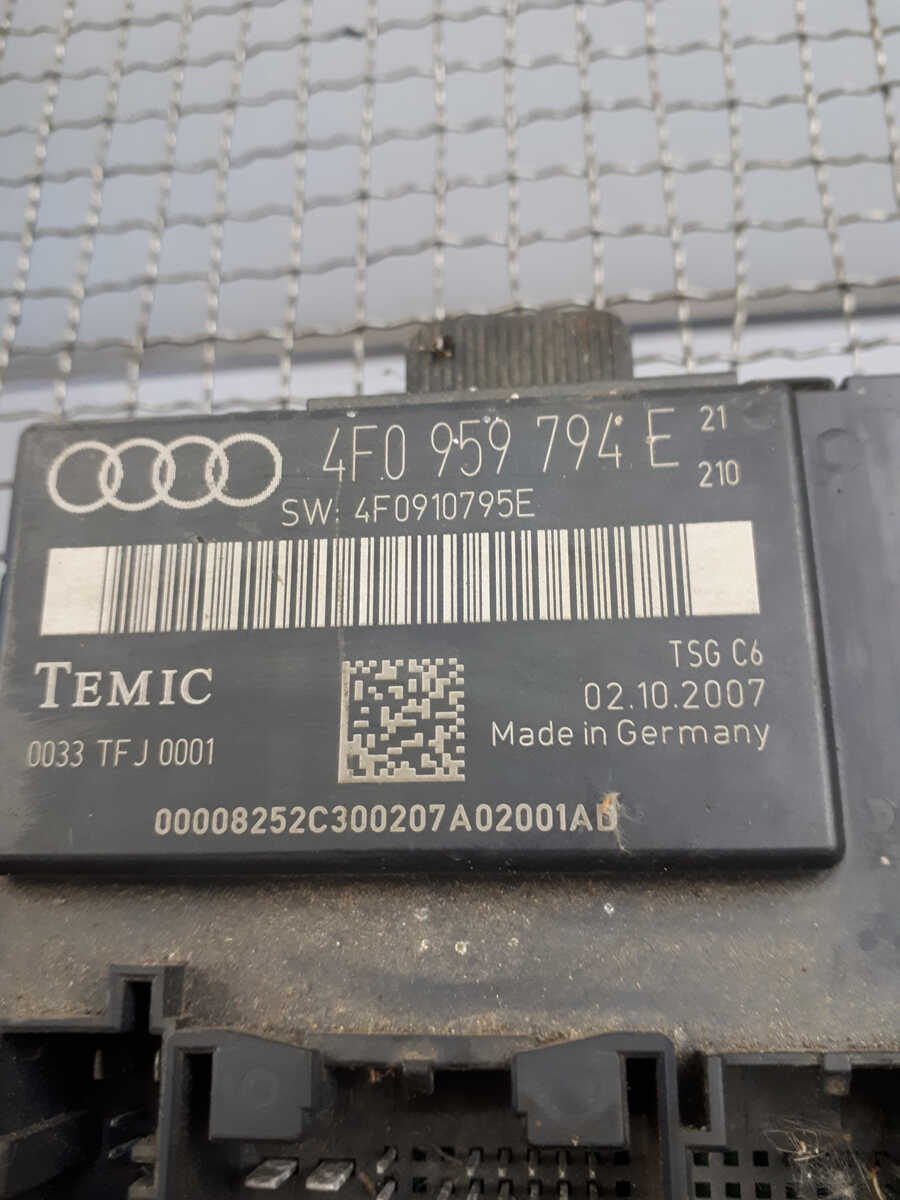 4F0 959 794 E 21
210
SW: 4F0910795E
TEMIC
TSG C6
02.10.2007
Made in Germany
0033 TFJ 0001
00008252C300207A02001AD